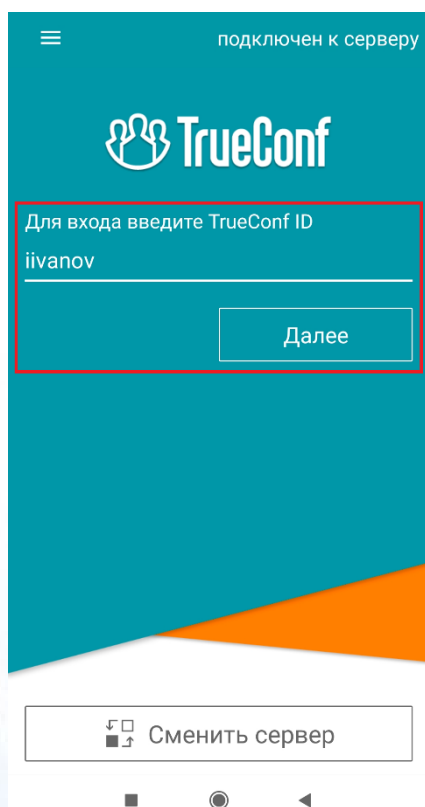 подключен к серверу
TrueConf
Для входа введите TrueConf ID
iivanov
Далее
Сменить сервер